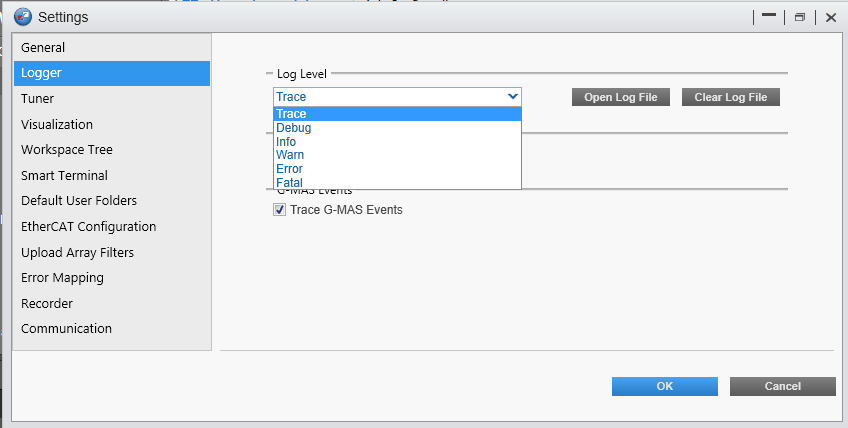 Settings
General
Logger
Tuner
Visualization
Workspace Tree
Smart Terminal
Default User Folders
EtherCAT Configuration
Upload Array Filters
Error Mapping
Recorder
Communication
Log Level
Trace
Open Log File
Clear Log File
Trace
Debug
Info
Warn
Error
Fatal
G-MAS Events
Trace G-MAS Events
OK
Cancel